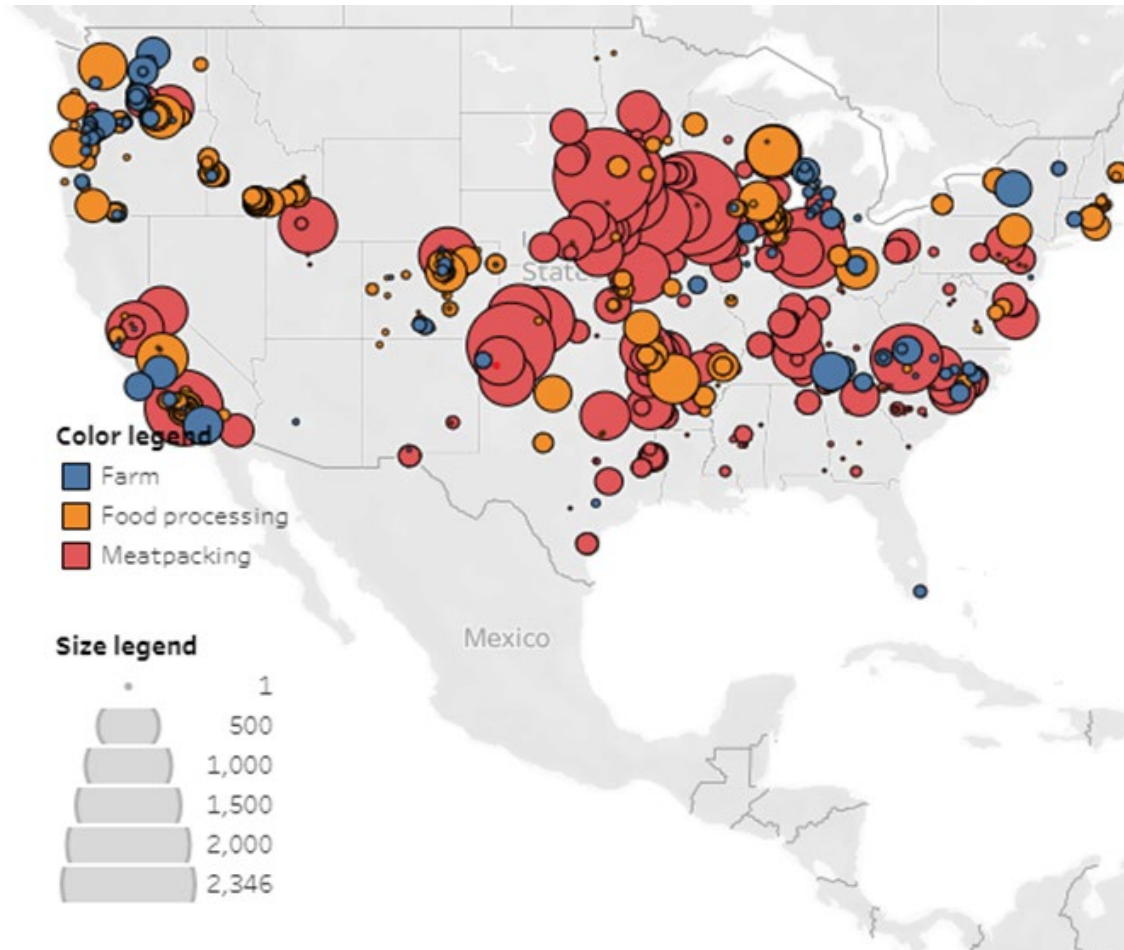 State
Color legend
Farm
Food processing
Meatpacking
Mexico
Size legend
1
500
1,000
1,500
2,000
2,346